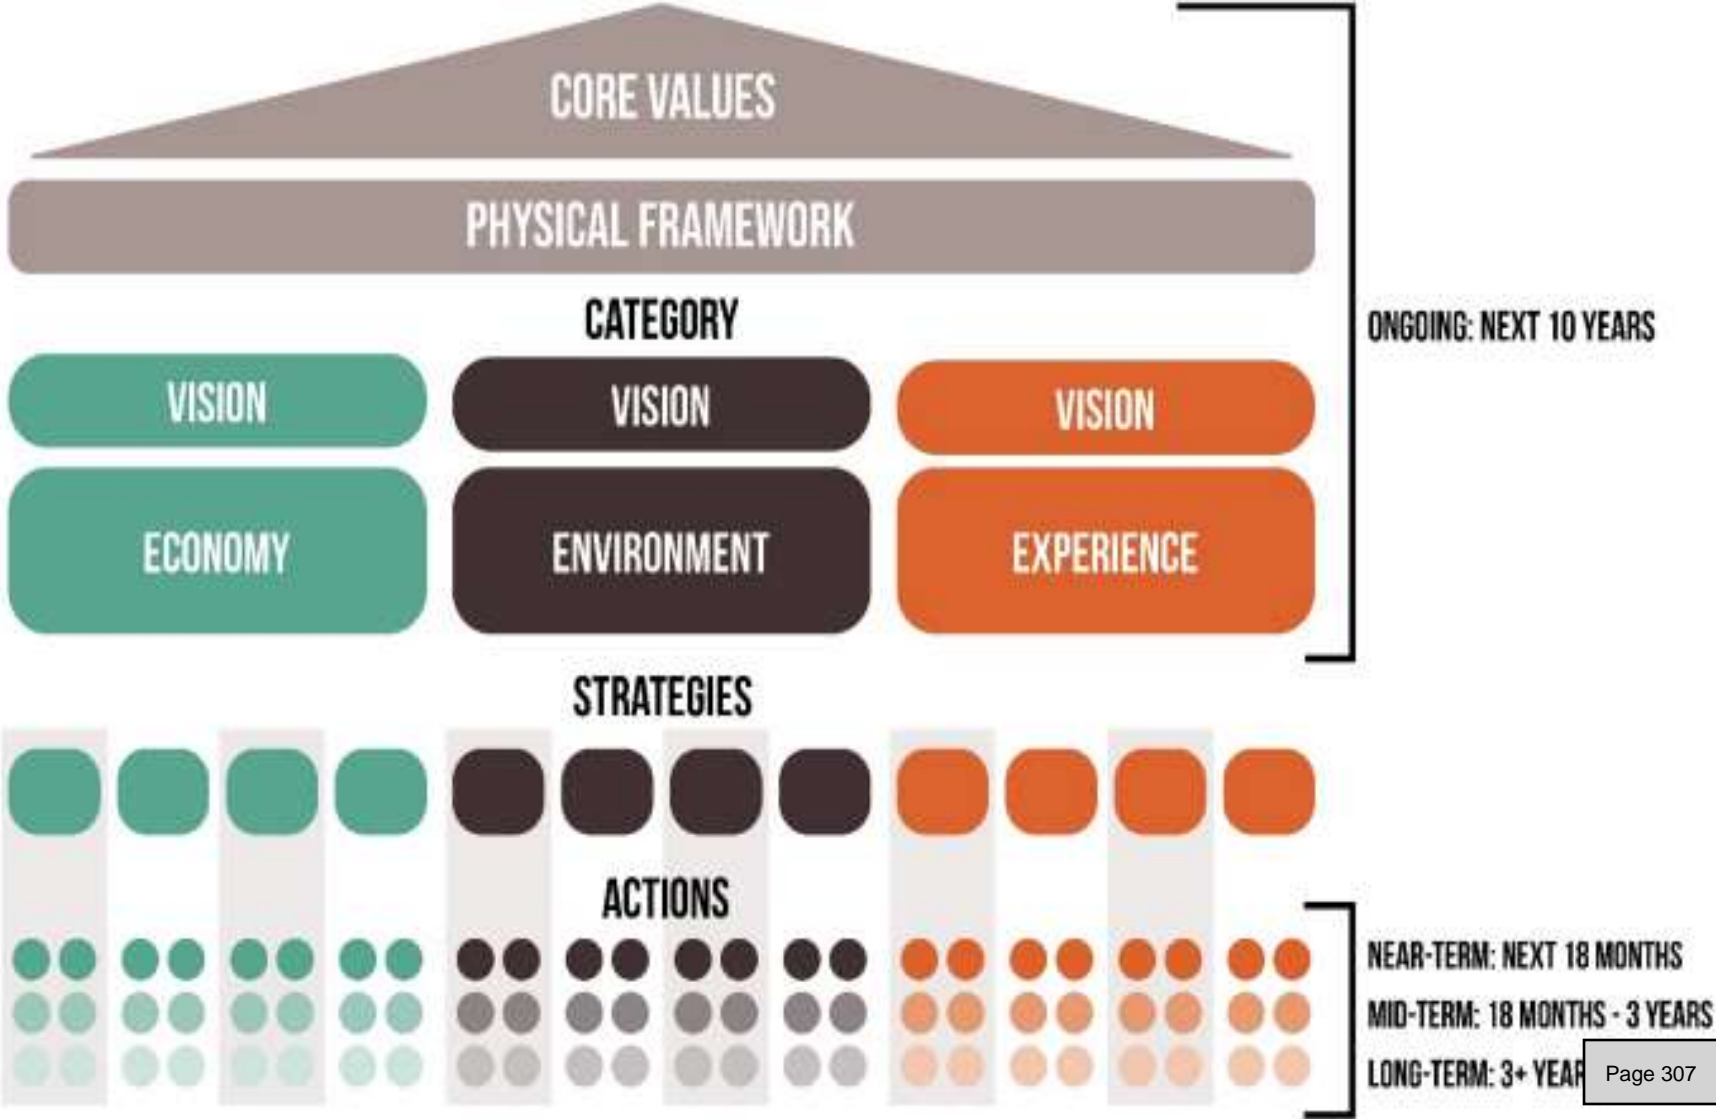 CORE VALUES
PHYSICAL FRAMEWORK
CATEGORY
ONGOING: NEXT 10 YEARS
VISION
VISION
VISION
ECONOMY
ENVIRONMENT
EXPERIENCE
STRATEGIES
ACTIONS
NEAR-TERM: NEXT 18 MONTHS
MID-TERM: 18 MONTHS - 3 YEARS
LONG-TERM: 3+ YEAR
Page 307